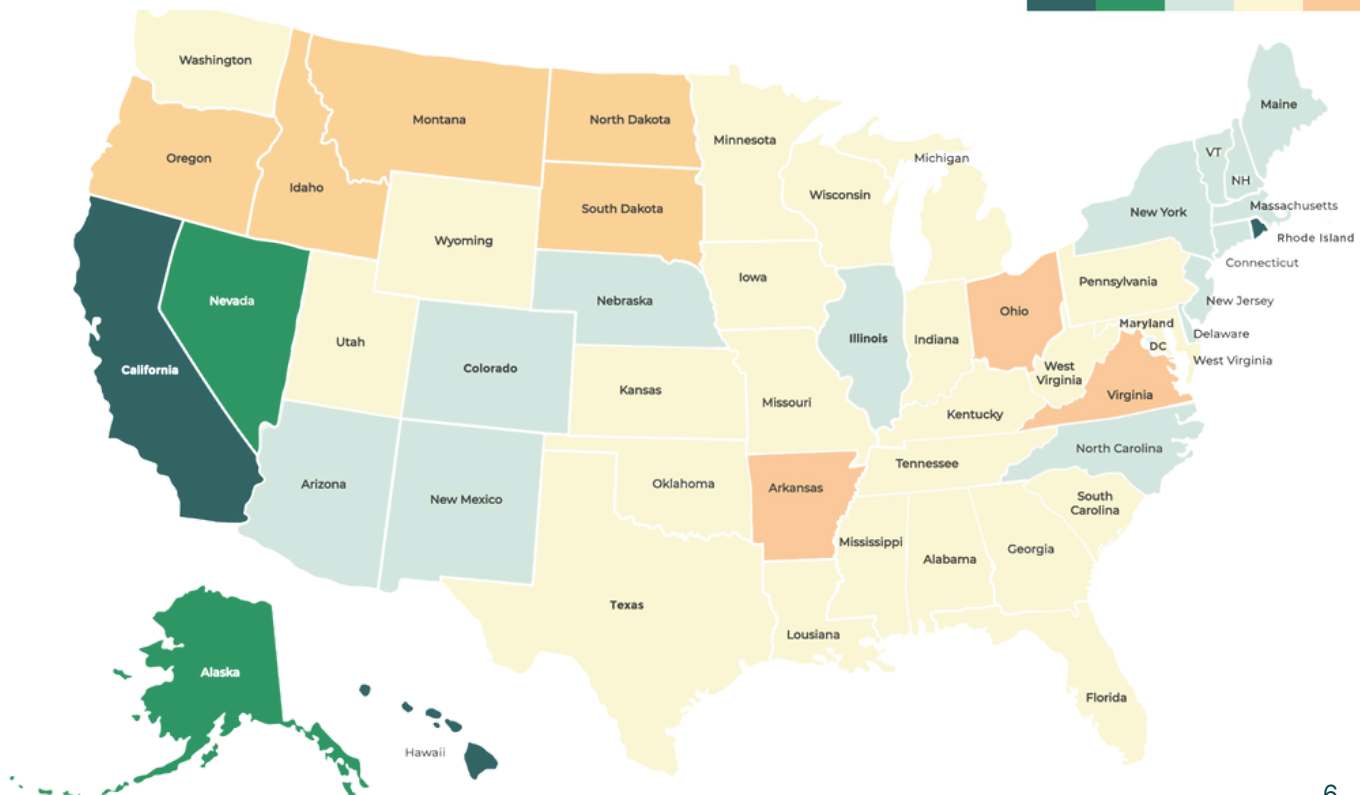 Washington
Maine
Montana
North Dakota
Minnesota
VT
Oregon
Michigan
NH
Idaho
Wisconsin
South Dakota
Massachusetts
New York
Rhode Island
Wyoming
Connecticut
Iowa
Pennsylvania
Nevada
Nebraska
New Jersey
Ohio
Maryland
Delaware
Utah
Illinois
Indiana
DC
West Virginia
California
Colorado
West
Virginia
Kansas
Virginia
Missouri
Kentucky
North Carolina
Tennessee
Arizona
Oklahoma
Arkansas
New Mexico
South
Carolina
Mississippi
Georgia
Alabama
Texas
Lousiana
Alaska
Florida
Hawaii
6